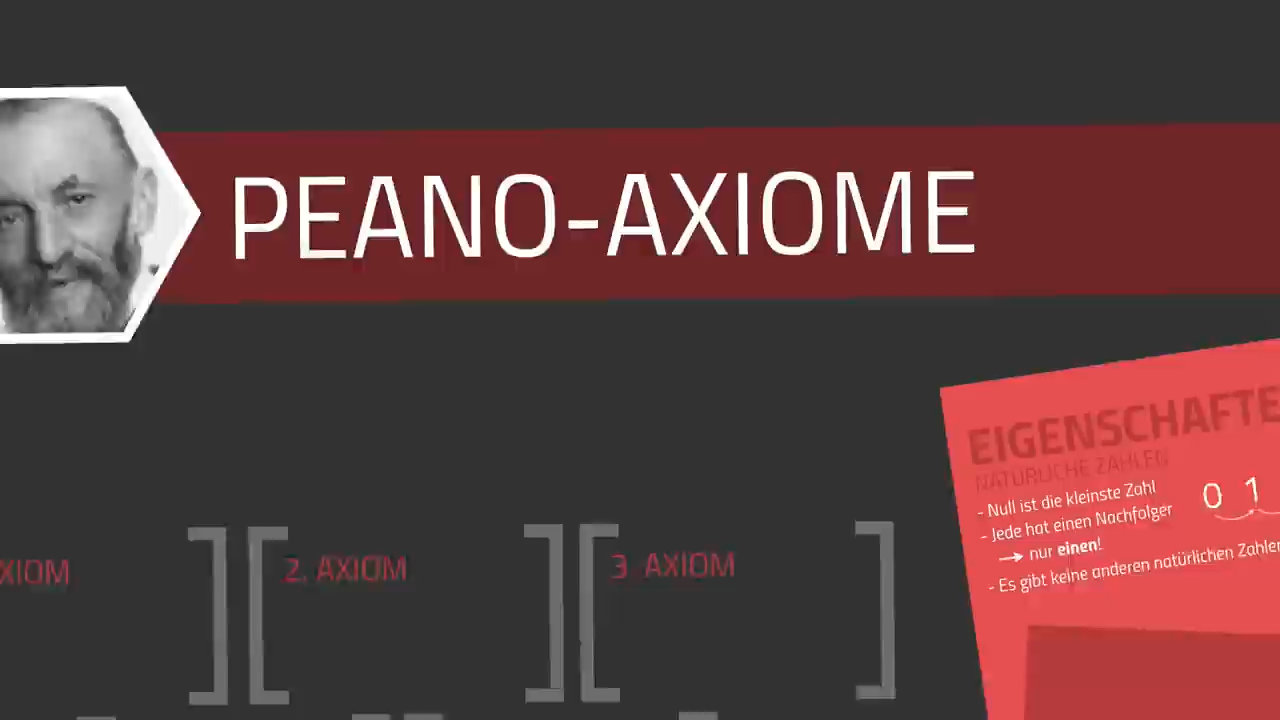 PEANO-AXIOME
XIOM
2. AXIOM
3. AXIOM
EIGENSCHAFTE
NATÜRLICHE ZAHLEN
- Null ist die kleinste Zahl
- Jede hat einen Nachfolger
→ nur einen!
- Es gibt keine anderen natürlichen Zahlen
0 1